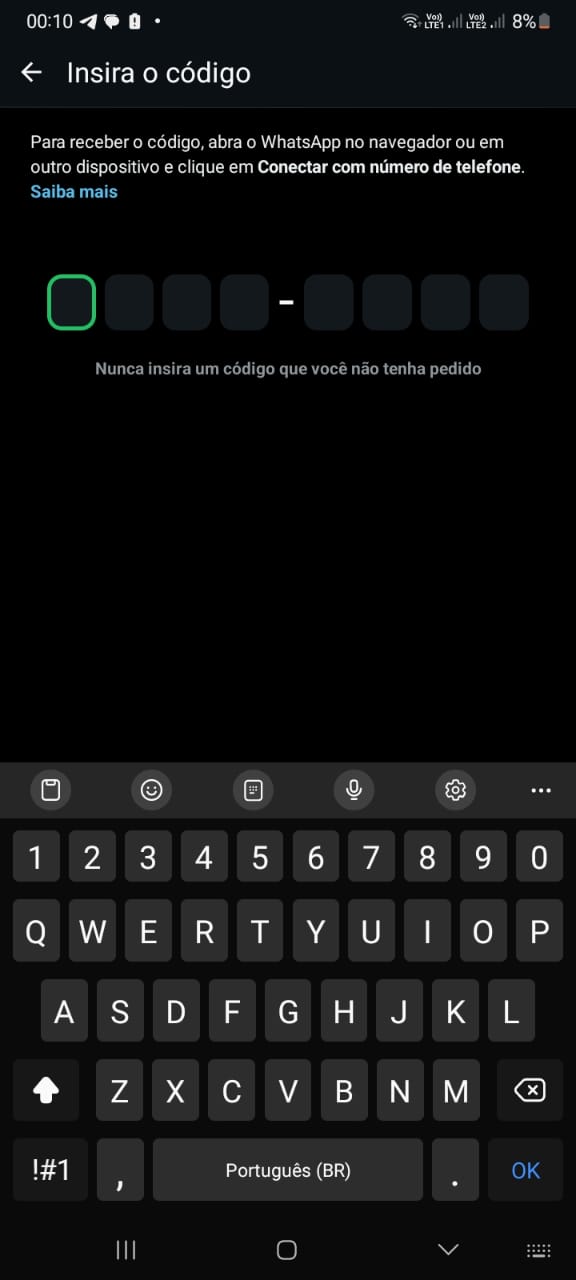 00:10 Vo)) LTE1 Vo)) LTE2 8%
Insira o código
Para receber o código, abra o WhatsApp no navegador ou em
outro dispositivo e clique em Conectar com número de telefone.
Saiba mais
-
Nunca insira um código que você não tenha pedido
1 2 3 4 5 6 7 8 9 0
Q W E R T Y U I O P
A S D F G H J K L
Z X C V B N M
!#1 , Português (BR) . OK